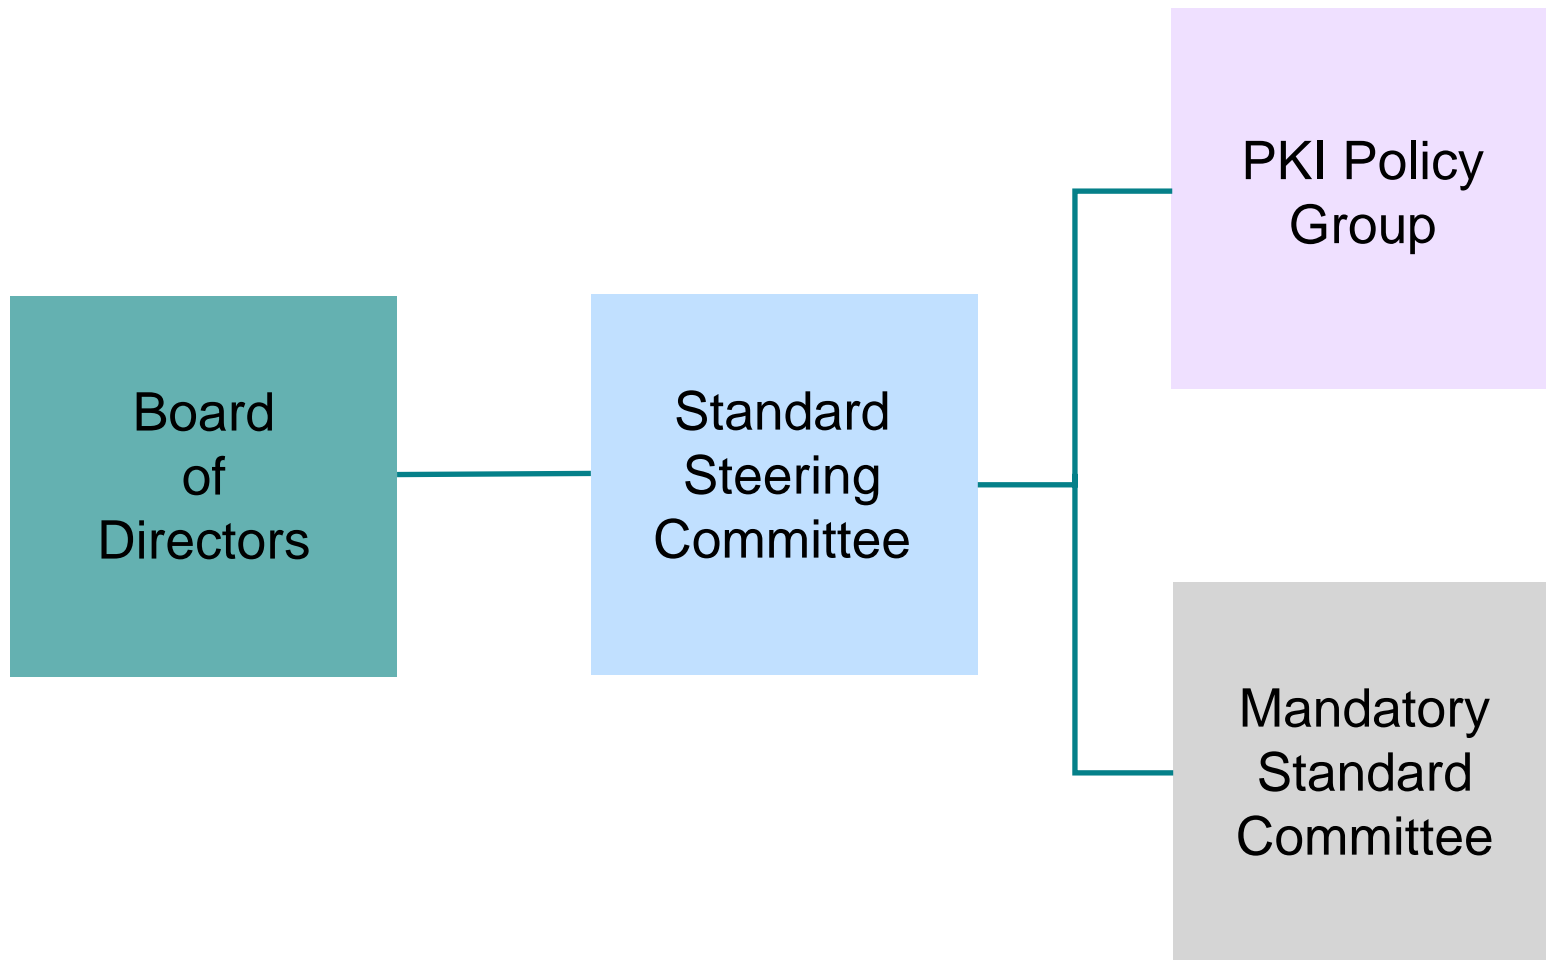 Board
of
Directors
Standard
Steering
Committee
PKI Policy
Group
Mandatory
Standard
Committee